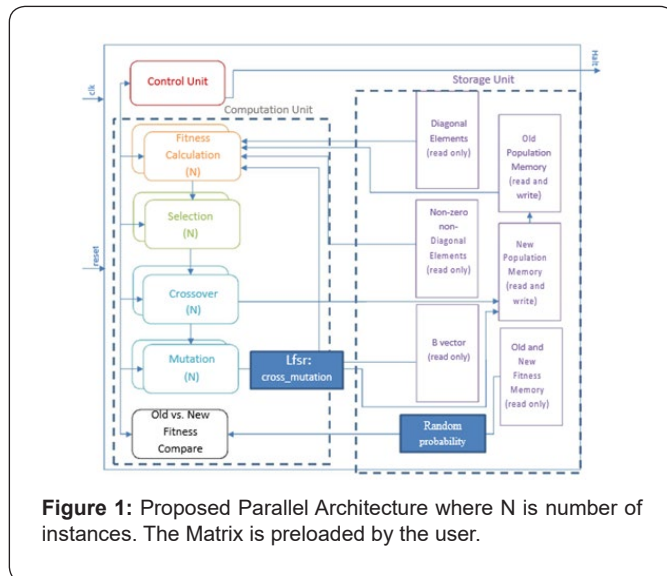 Halt
clk
reset
Control Unit
Storage Unit
Computation Unit
Fitness
Calculation
(N)
Selection
(N)
Crossover
(N)
Mutation
(N)
Old vs. New
Fitness
Compare
Lfsr:
cross_mutation
Diagonal
Elements
(read only)
Non-zero
non-
Diagonal
Elements
(read only)
B vector
(read only)
Random
probability
Old
Population
Memory
(read and
write)
New
Population
Memory
(read and
write)
Old and
New
Fitness
Memory
(read only)
Figure 1: Proposed Parallel Architecture where N is number of
instances. The Matrix is preloaded by the user.